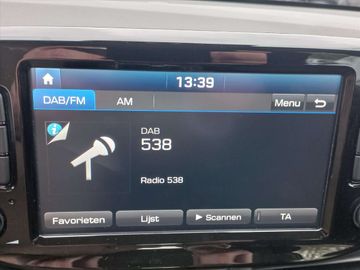 13:39
DAB/FM AM Menu
DAB
538
Radio 538
Favorieten Lijst Scannen TA